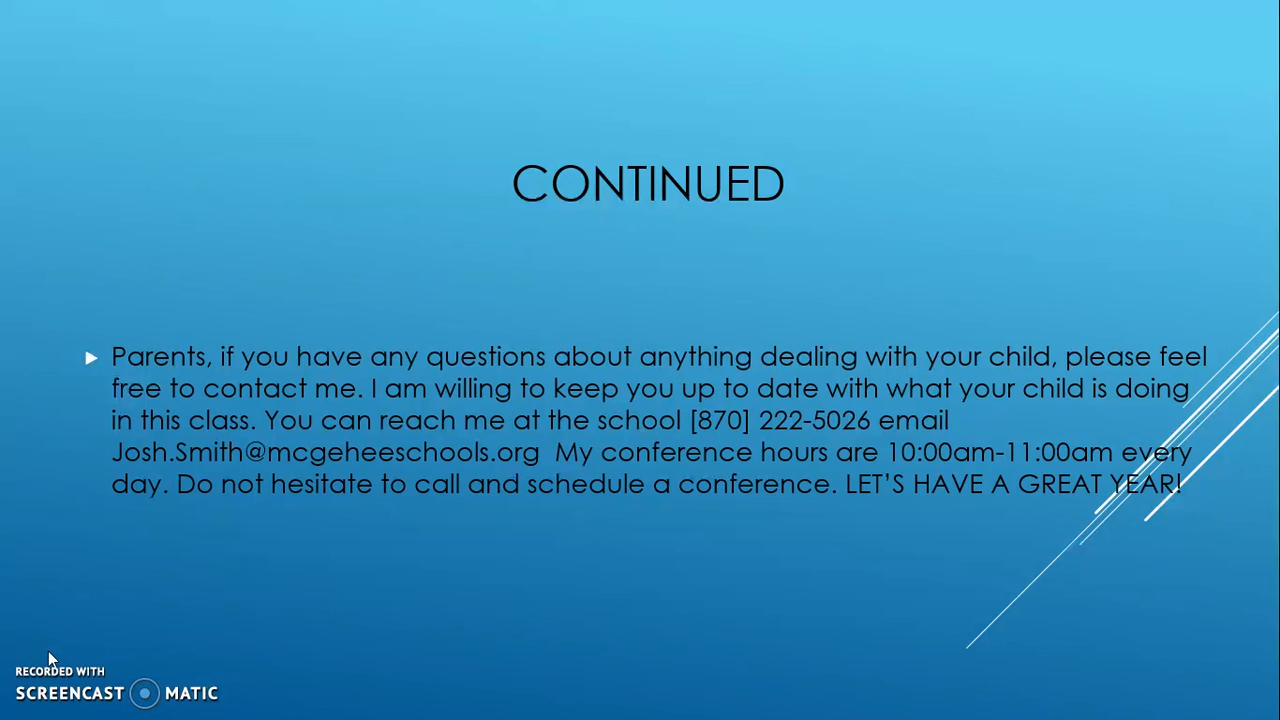 CONTINUED
Parents, if you have any questions about anything dealing with your child, please feel
free to contact me. I am willing to keep you up to date with what your child is doing
in this class. You can reach me at the school [870] 222-5026 email
Josh.Smith@mcgeheeschools.org  My conference hours are 10:00am-11:00am every
day. Do not hesitate to call and schedule a conference. LET’S HAVE A GREAT YEAR!
RECORDED WITH
SCREENCAST MATIC